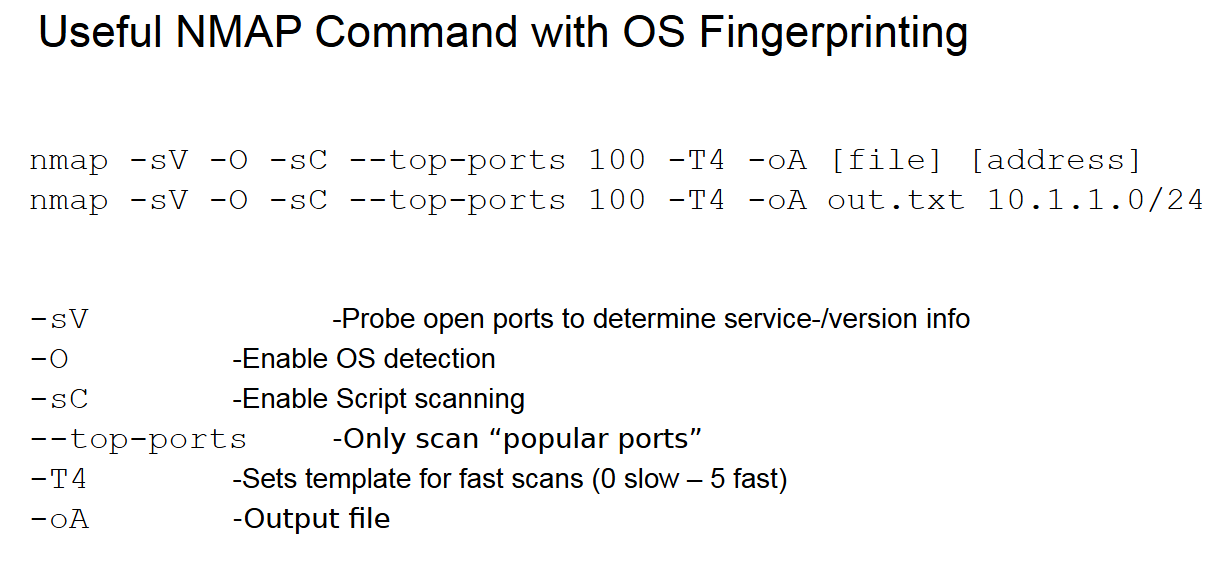 Useful NMAP Command with OS Fingerprinting
nmap -sV -O -sC --top-ports 100 -T4 -oA [file] [address]
nmap -sV -O -sC --top-ports 100 -T4 -oA out.txt 10.1.1.0/24
-sV -Probe open ports to determine service-/version info
-O -Enable OS detection
-sC -Enable Script scanning
--top-ports -Only scan “popular ports”
-T4 -Sets template for fast scans (0 slow – 5 fast)
-oA -Output file